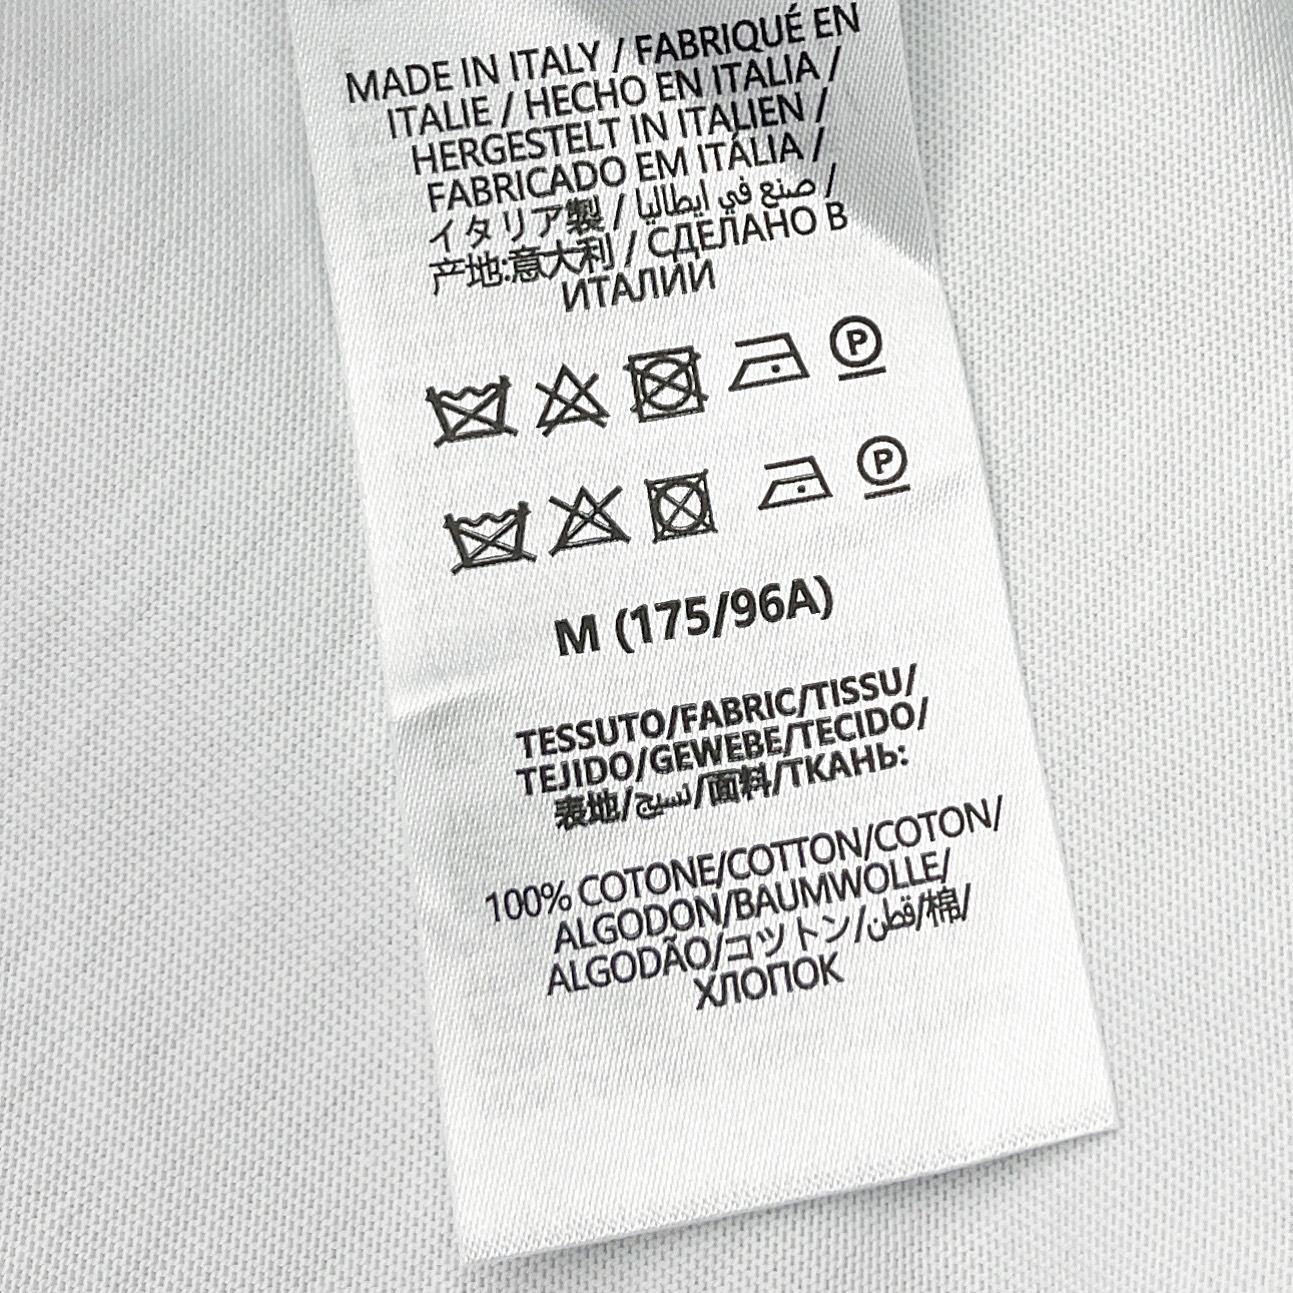 MADE IN ITALY / FABRIQUÉ EN
ITALIE / HECHO EN ITALIA /
HERGESTELT IN ITALIEN /
FABRICADO EM ITÁLIA /
イタリア製 / صنع في ايطاليا /
产地:意大利 / СДЕЛАНО В
ИТАЛИИ
P
P
M (175/96A)
TESSUTO/FABRIC/TISSU/
TEJIDO/GEWEBE/TECIDO/
表地/نسيج/面料/ТКАНЬ:
100% COTONE/COTTON/COTON/
ALGODON/BAUMWOLLE/
ALGODÃO/コットン/قطن/棉/
ХЛОПОК